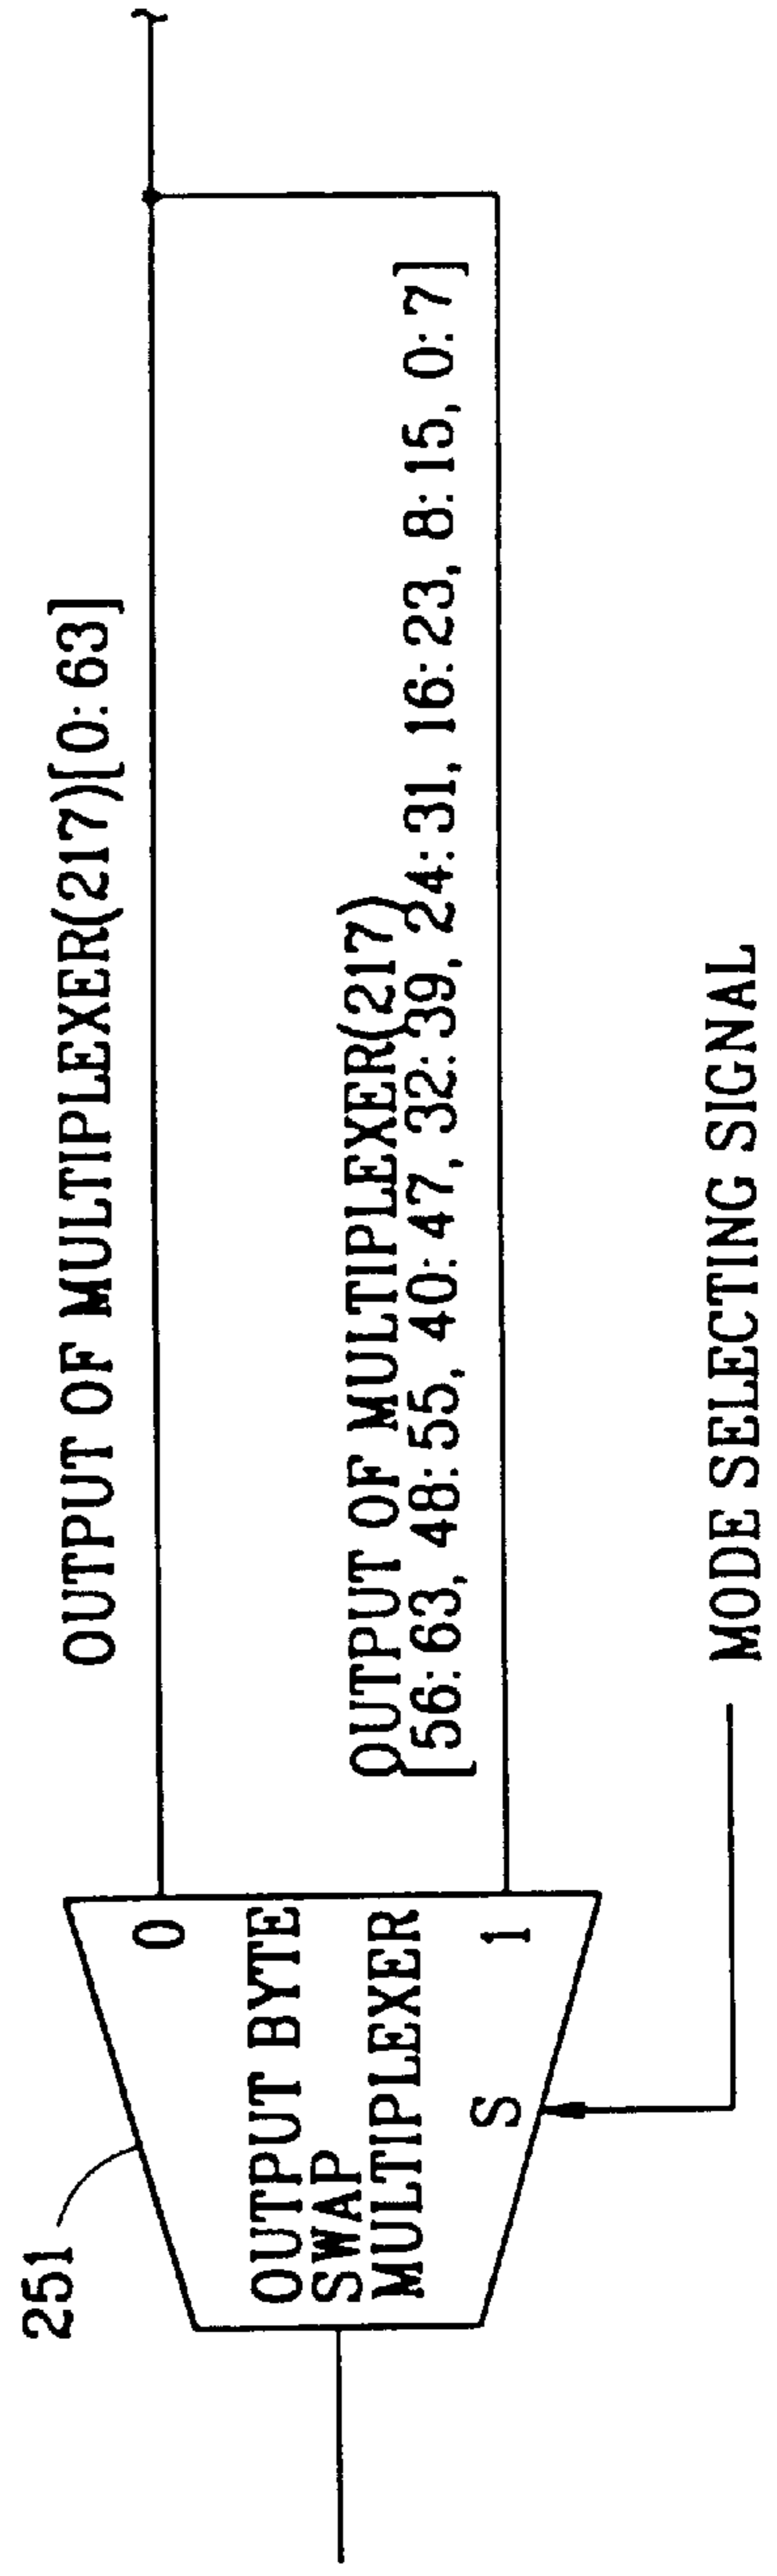 OUTPUT OF MULTIPLEXER(217)[0:63]
OUTPUT OF MULTIPLEXER(217)
[56:63, 48:55, 40:47, 32:39, 24:31, 16:23, 8:15, 0:7]
251
0
OUTPUT BYTE
SWAP
MULTIPLEXER
1
S
MODE SELECTING SIGNAL